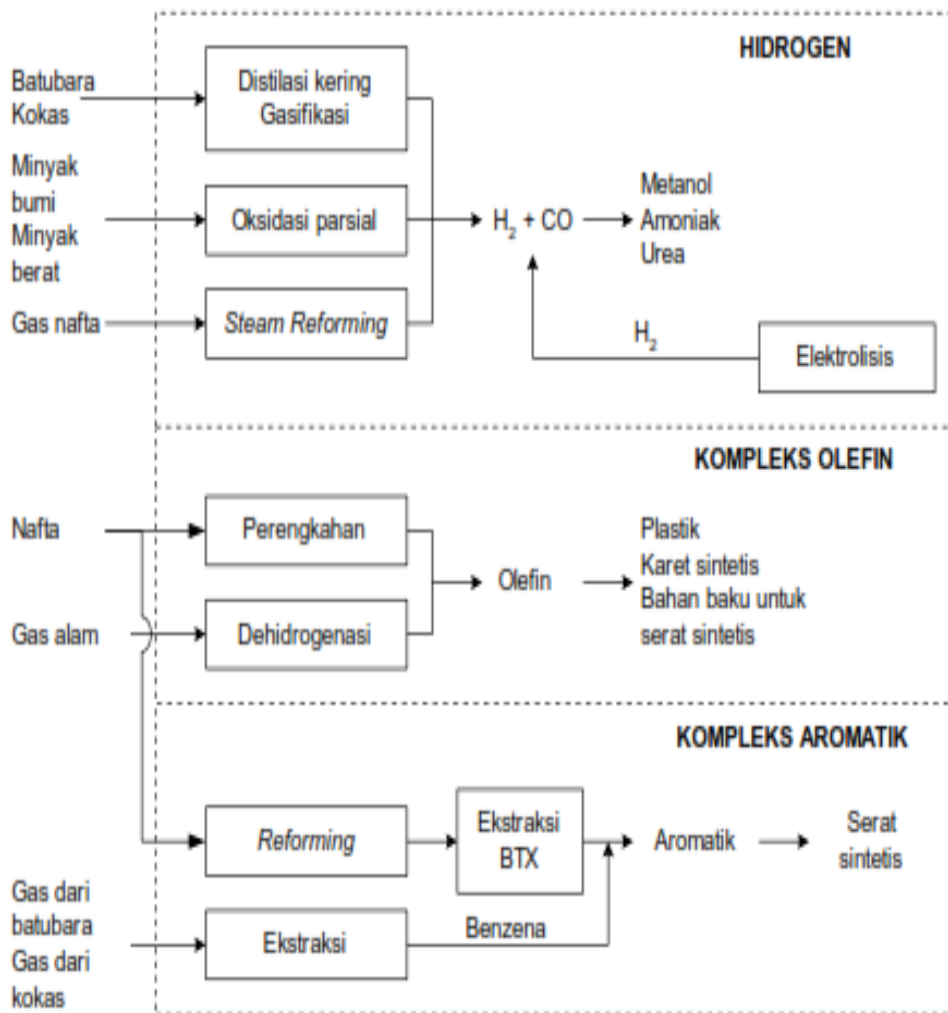 HIDROGEN
Batubara
Kokas
Distilasi kering
Gasifikasi
Minyak
bumi
Minyak
berat
Oksidasi parsial
H₂ + CO
Metanol
Amoniak
Urea
Gas nafta
Steam Reforming
H₂
Elektrolisis
KOMPLEKS OLEFIN
Nafta
Perengkahan
Gas alam
Dehidrogenasi
Olefin
Plastik
Karet sintetis
Bahan baku untuk
serat sintetis
KOMPLEKS AROMATIK
Reforming
Ekstraksi
BTX
Aromatik
Serat
sintetis
Gas dari
batubara
Gas dari
kokas
Ekstraksi
Benzena